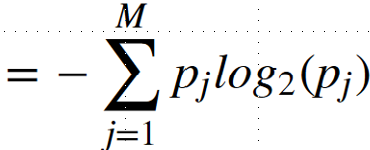 = − ∑_{j=1}^{M} p_j log_2(p_j)